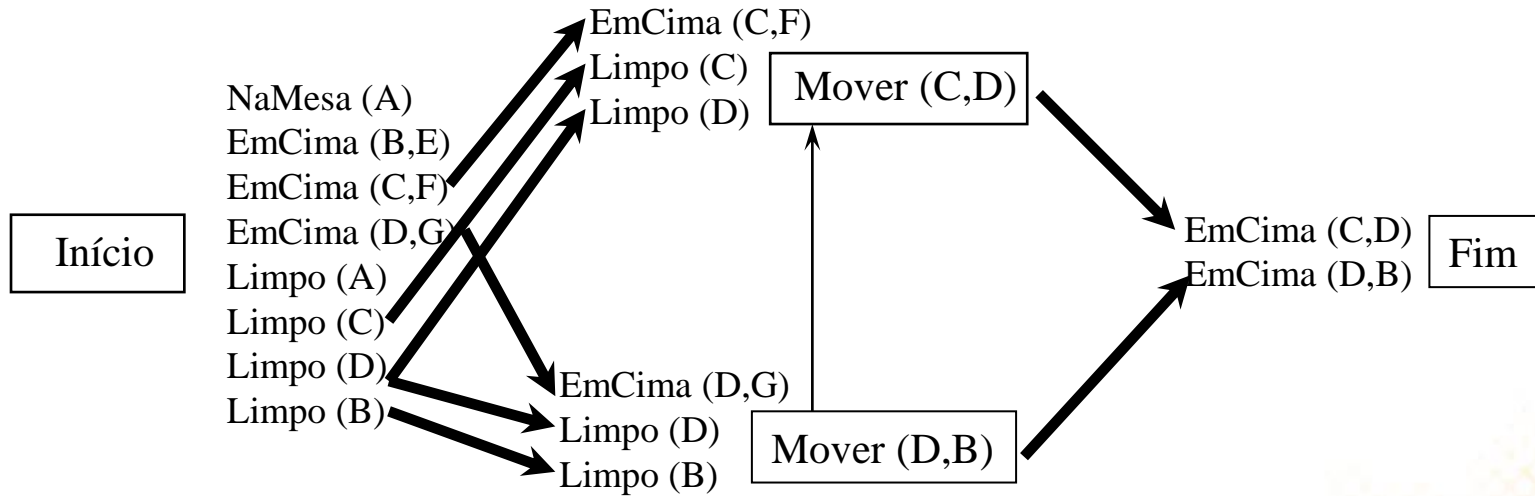 Início
NaMesa (A)
EmCima (B,E)
EmCima (C,F)
EmCima (D,G)
Limpo (A)
Limpo (C)
Limpo (D)
Limpo (B)
EmCima (C,F)
Limpo (C)
Limpo (D)
Mover (C,D)
EmCima (D,G)
Limpo (D)
Limpo (B)
Mover (D,B)
EmCima (C,D)
EmCima (D,B)
Fim